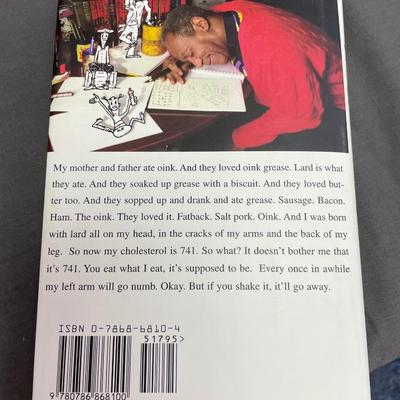 My mother and father ate oink. And they loved oink grease. Lard is what
they ate. And they soaked up grease with a biscuit. And they loved but-
ter too. And they sopped up and drank and ate grease. Sausage. Bacon.
Ham. The oink. They loved it. Fatback. Salt pork. Oink. And I was born
with lard all on my head, in the cracks of my arms and the back of my
leg. So now my cholesterol is 741. So what? It doesn't bother me that
it's 741. You eat what I eat, it's supposed to be. Every once in awhile
my left arm will go numb. Okay. But if you shake it, it'll go away.
ISBN 0-7868-6810-4
51795>
9 780786 868100